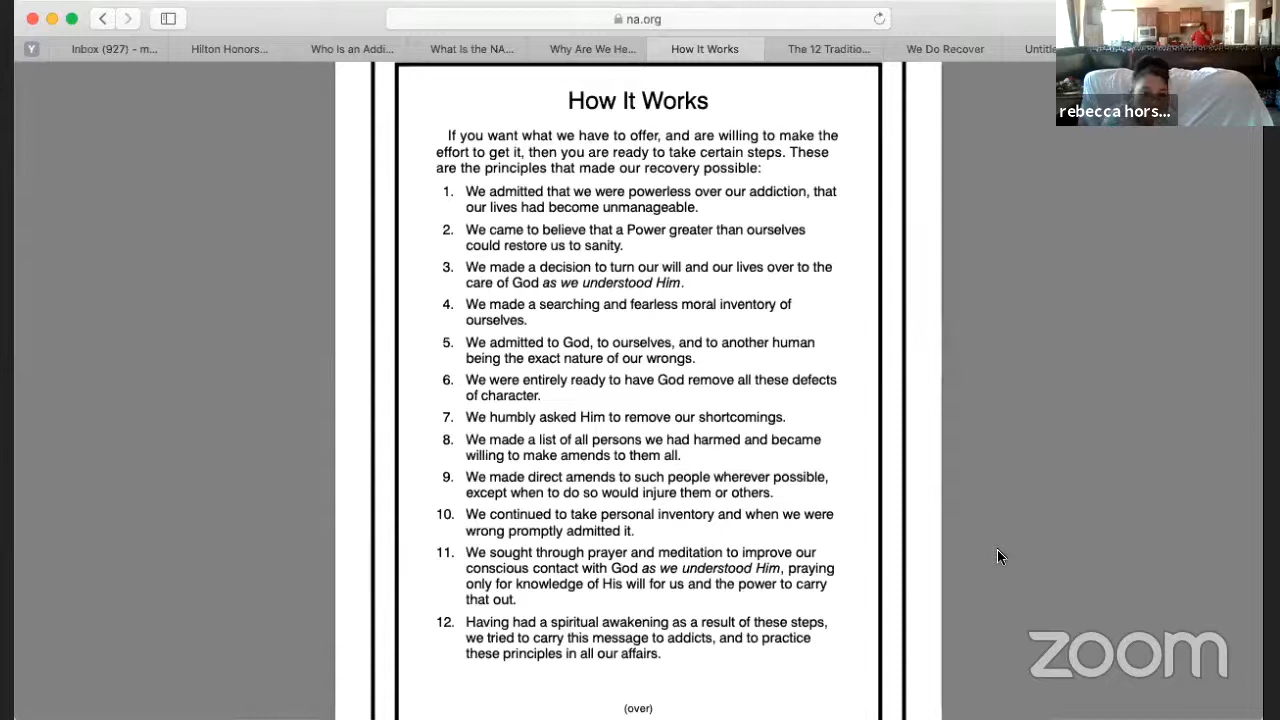 na.org
Y
Inbox (927) - m...
Hilton Honors...
Who Is an Addi...
What Is the NA...
Why Are We He...
How It Works
The 12 Traditio...
We Do Recover
Untitle
rebecca hors...
How It Works
If you want what we have to offer, and are willing to make the
effort to get it, then you are ready to take certain steps. These
are the principles that made our recovery possible:
1. We admitted that we were powerless over our addiction, that
our lives had become unmanageable.
2. We came to believe that a Power greater than ourselves
could restore us to sanity.
3. We made a decision to turn our will and our lives over to the
care of God as we understood Him.
4. We made a searching and fearless moral inventory of
ourselves.
5. We admitted to God, to ourselves, and to another human
being the exact nature of our wrongs.
6. We were entirely ready to have God remove all these defects
of character.
7. We humbly asked Him to remove our shortcomings.
8. We made a list of all persons we had harmed and became
willing to make amends to them all.
9. We made direct amends to such people wherever possible,
except when to do so would injure them or others.
10. We continued to take personal inventory and when we were
wrong promptly admitted it.
11. We sought through prayer and meditation to improve our
conscious contact with God as we understood Him, praying
only for knowledge of His will for us and the power to carry
that out.
12. Having had a spiritual awakening as a result of these steps,
we tried to carry this message to addicts, and to practice
these principles in all our affairs.
(over)
zoom